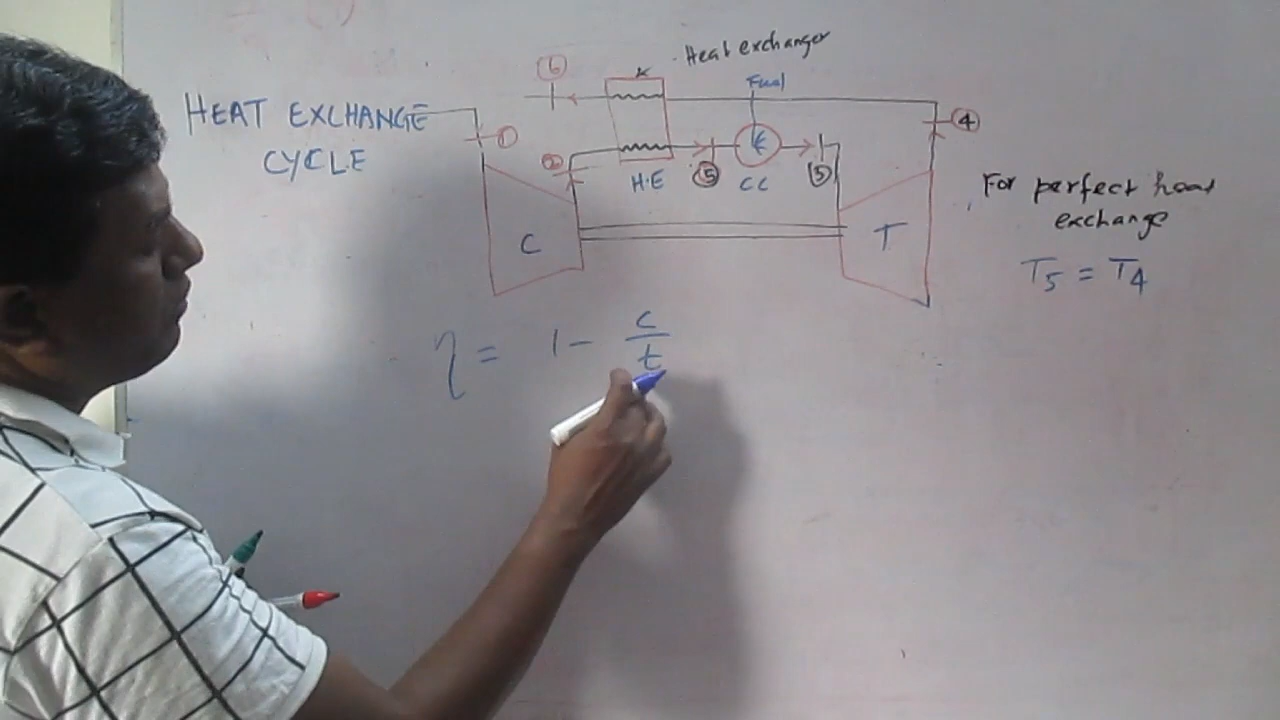 HEAT EXCHANGE
CYCLE
Heat exchanger
Fuel
6
1
2
4
H.E
5
CC
3
C
T
For perfect heat
exchange
T5 = T4
η = 1 - c/t